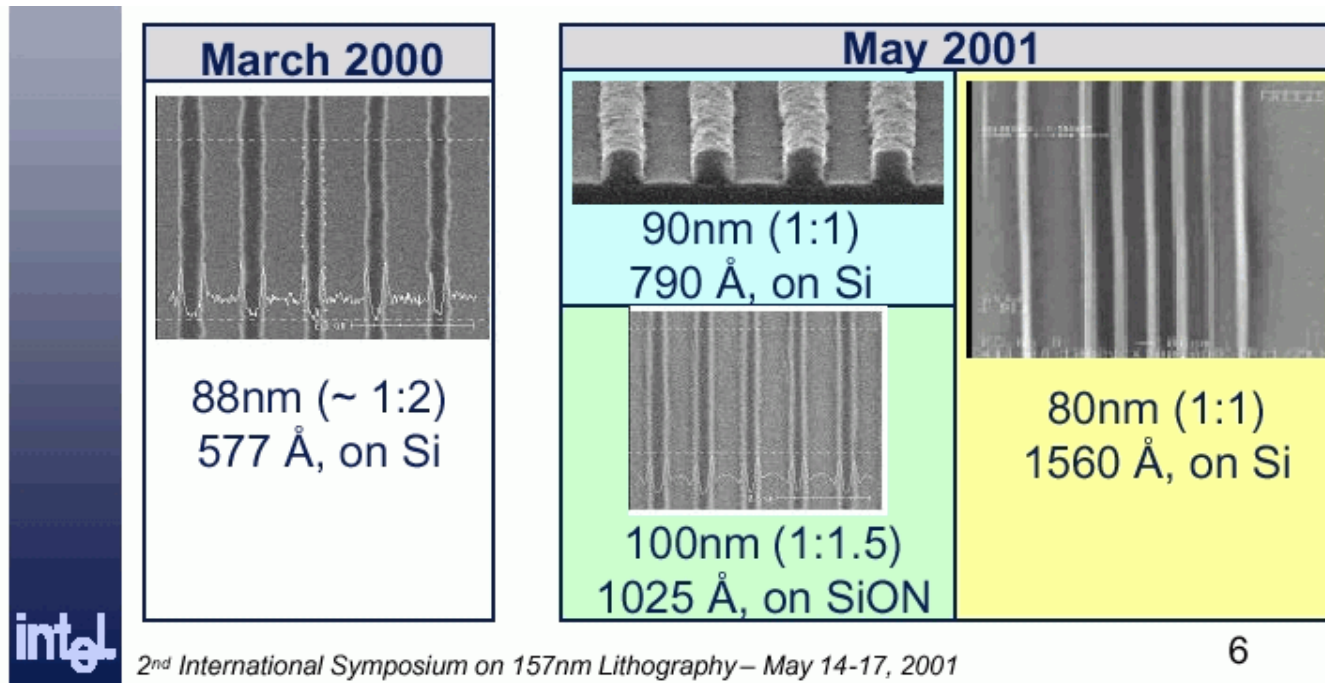 March 2000
88nm (~ 1:2)
577 Å, on Si
May 2001
90nm (1:1)
790 Å, on Si
100nm (1:1.5)
1025 Å, on SiON
80nm (1:1)
1560 Å, on Si
intel
2nd International Symposium on 157nm Lithography – May 14-17, 2001
6